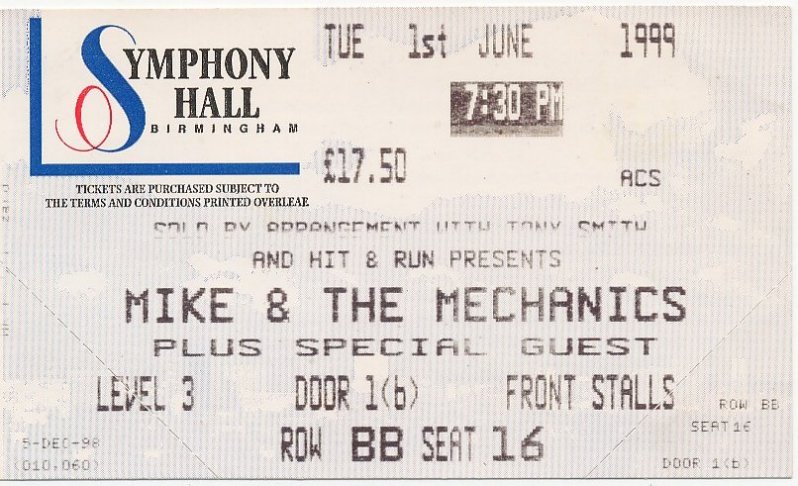 SYMPHONY
HALL
BIRMINGHAM
TICKETS ARE PURCHASED SUBJECT TO
THE TERMS AND CONDITIONS PRINTED OVERLEAF
TUE 1st JUNE 1999
7:30 PM
£17.50 ACS
SOLD BY ARRANGEMENT WITH TONY SMITH
AND HIT & RUN PRESENTS
MIKE & THE MECHANICS
PLUS SPECIAL GUEST
LEVEL 3 DOOR 1(b) FRONT STALLS
ROW BB SEAT 16
5-DEC-98
(010,060)
ROW BB
SEAT 16
DOOR 1(b)